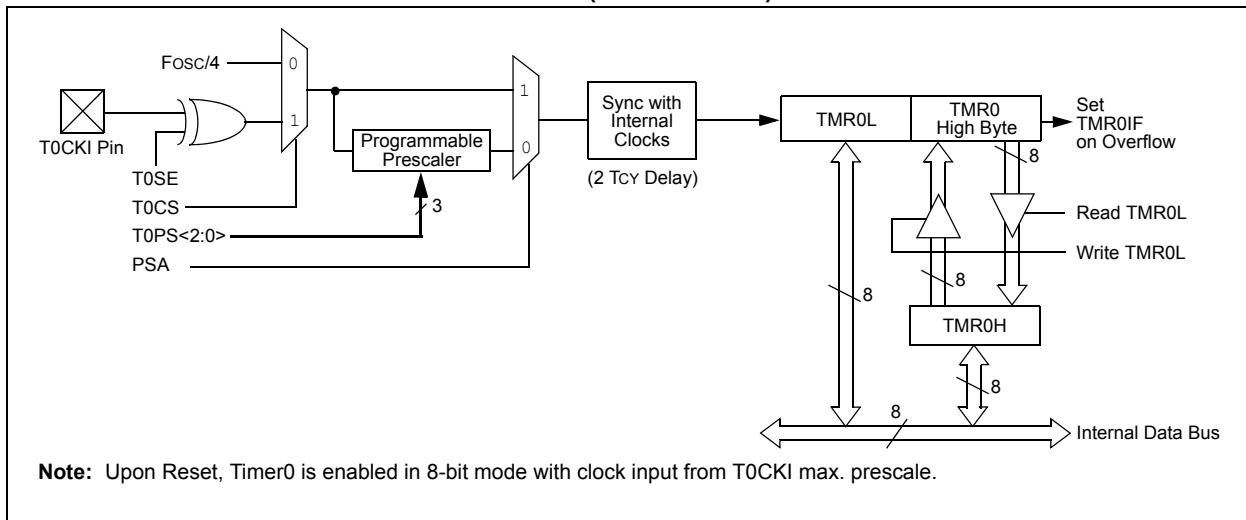 Fosc/4
0
1
T0CKI Pin
T0SE
T0CS
T0PS<2:0>
PSA
Programmable
Prescaler
3
1
0
Sync with
Internal
Clocks
(2 TCY Delay)
TMR0L
TMR0
High Byte
Set
TMR0IF
on Overflow
8
Read TMR0L
Write TMR0L
8
8
TMR0H
8
8
Internal Data Bus
Note: Upon Reset, Timer0 is enabled in 8-bit mode with clock input from T0CKI max. prescale.